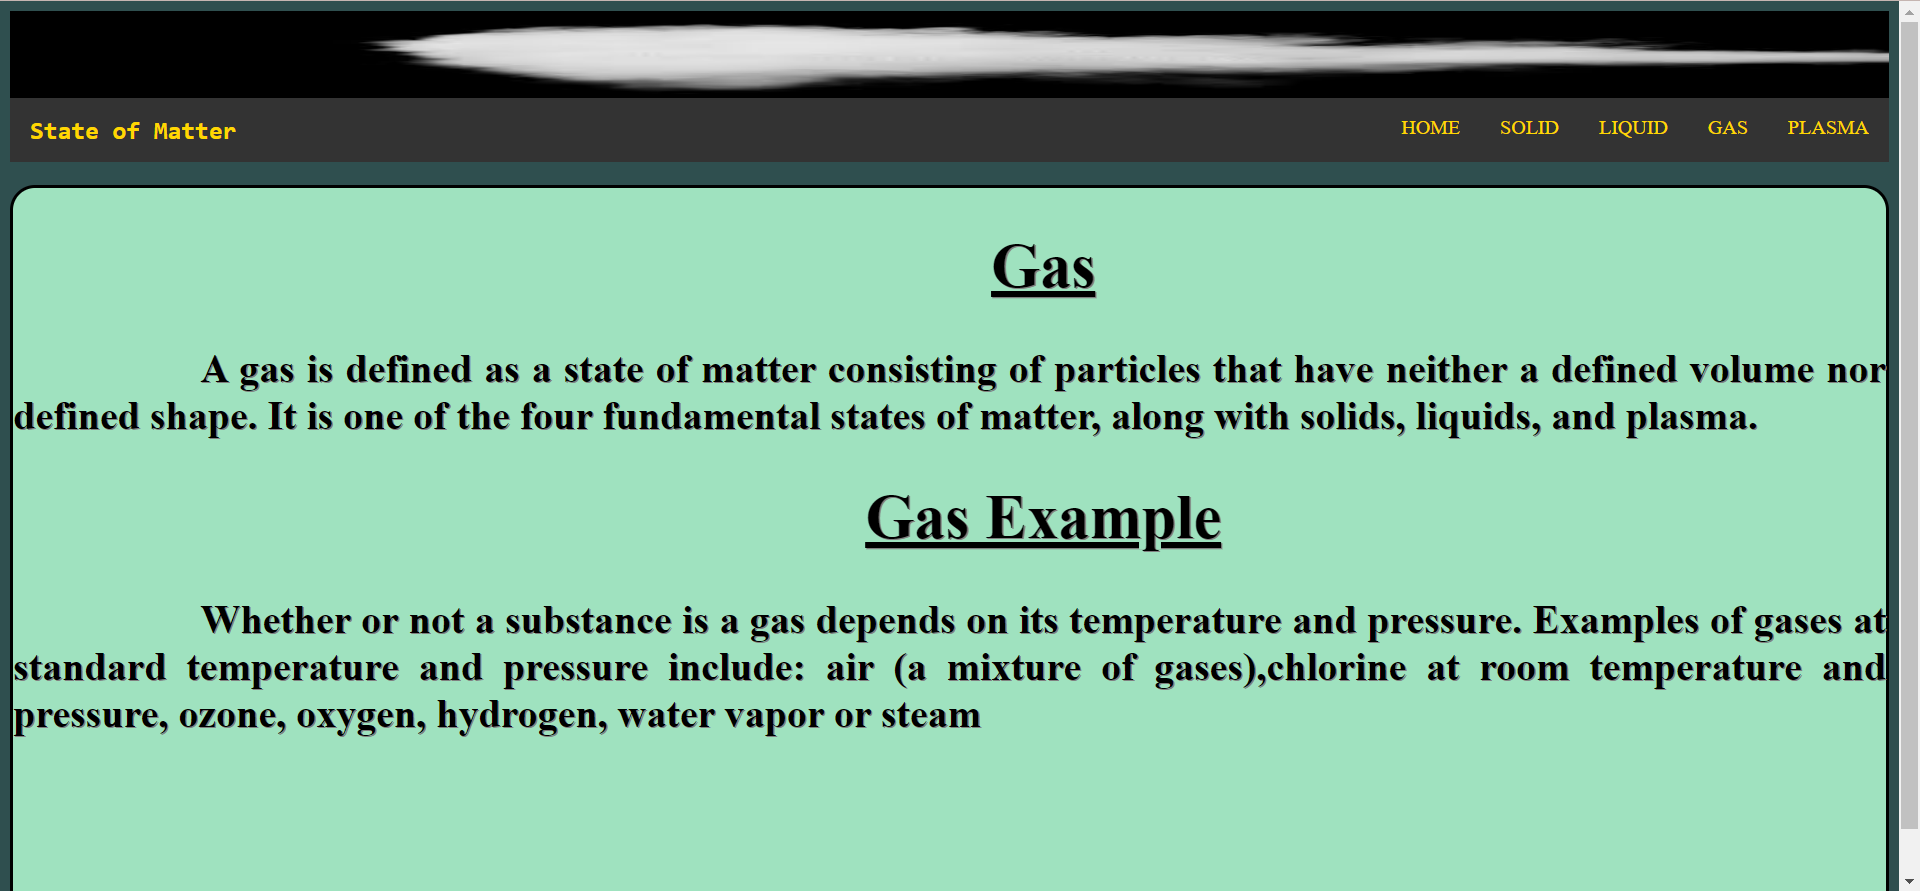 State of Matter
HOME SOLID LIQUID GAS PLASMA
Gas
A gas is defined as a state of matter consisting of particles that have neither a defined volume nor
defined shape. It is one of the four fundamental states of matter, along with solids, liquids, and plasma.
Gas Example
Whether or not a substance is a gas depends on its temperature and pressure. Examples of gases at
standard temperature and pressure include: air (a mixture of gases),chlorine at room temperature and
pressure, ozone, oxygen, hydrogen, water vapor or steam